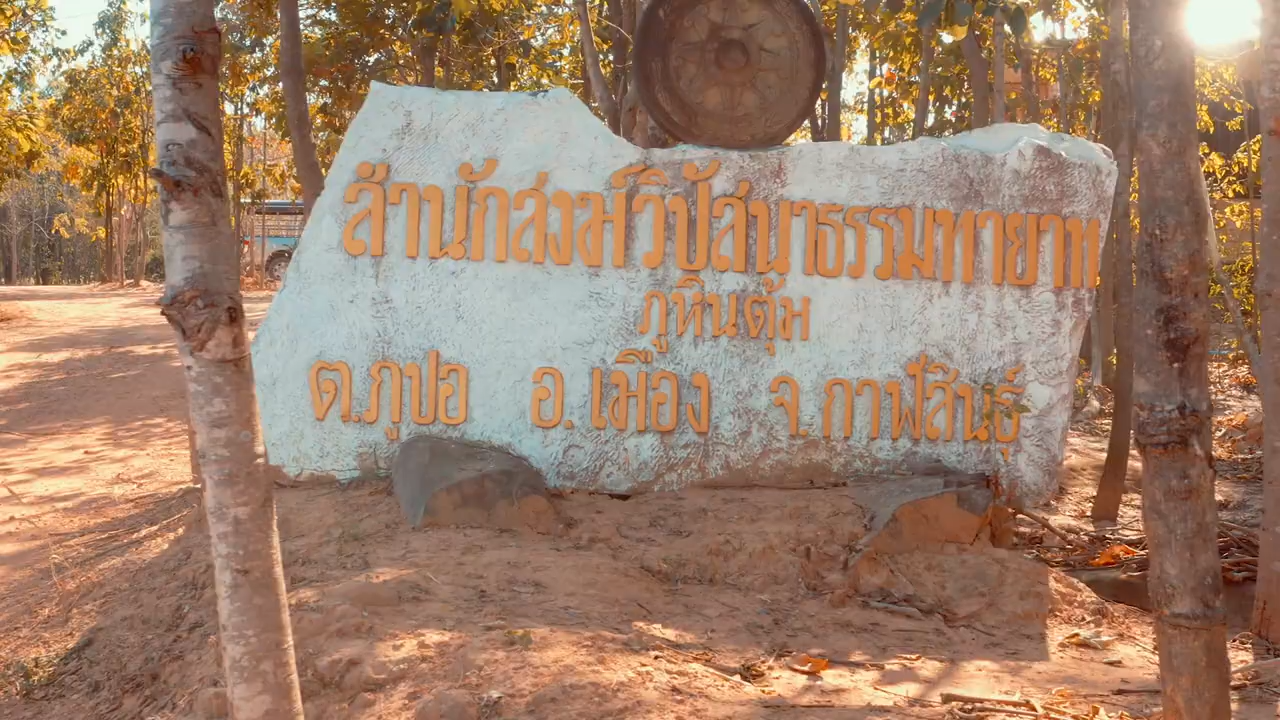 สำนักสงฆ์วิปัสนาธรรมทายาท
ภูหินตุ้ม
ต.ภูปอ อ.เมือง จ.กาฬสินธุ์